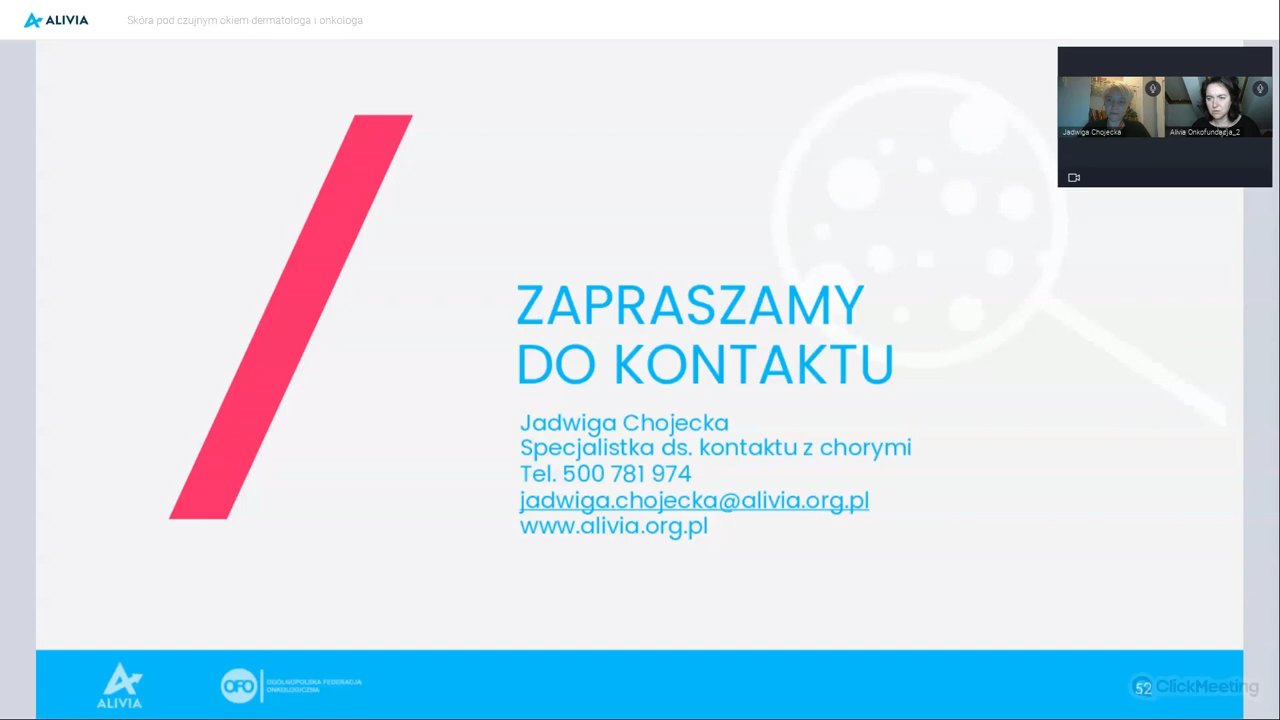 ALIVIA
Skóra pod czujnym okiem dermatologa i onkologa
Jadwiga Chojecka
Alivia Onkofundacja_2
ZAPRASZAMY
DO KONTAKTU
Jadwiga Chojecka
Specjalistka ds. kontaktu z chorymi
Tel. 500 781 974
jadwiga.chojecka@alivia.org.pl
www.alivia.org.pl
ALIVIA
OFO
OGÓLNOPOLSKA FEDERACJA
ONKOLOGICZNA
52
ClickMeeting